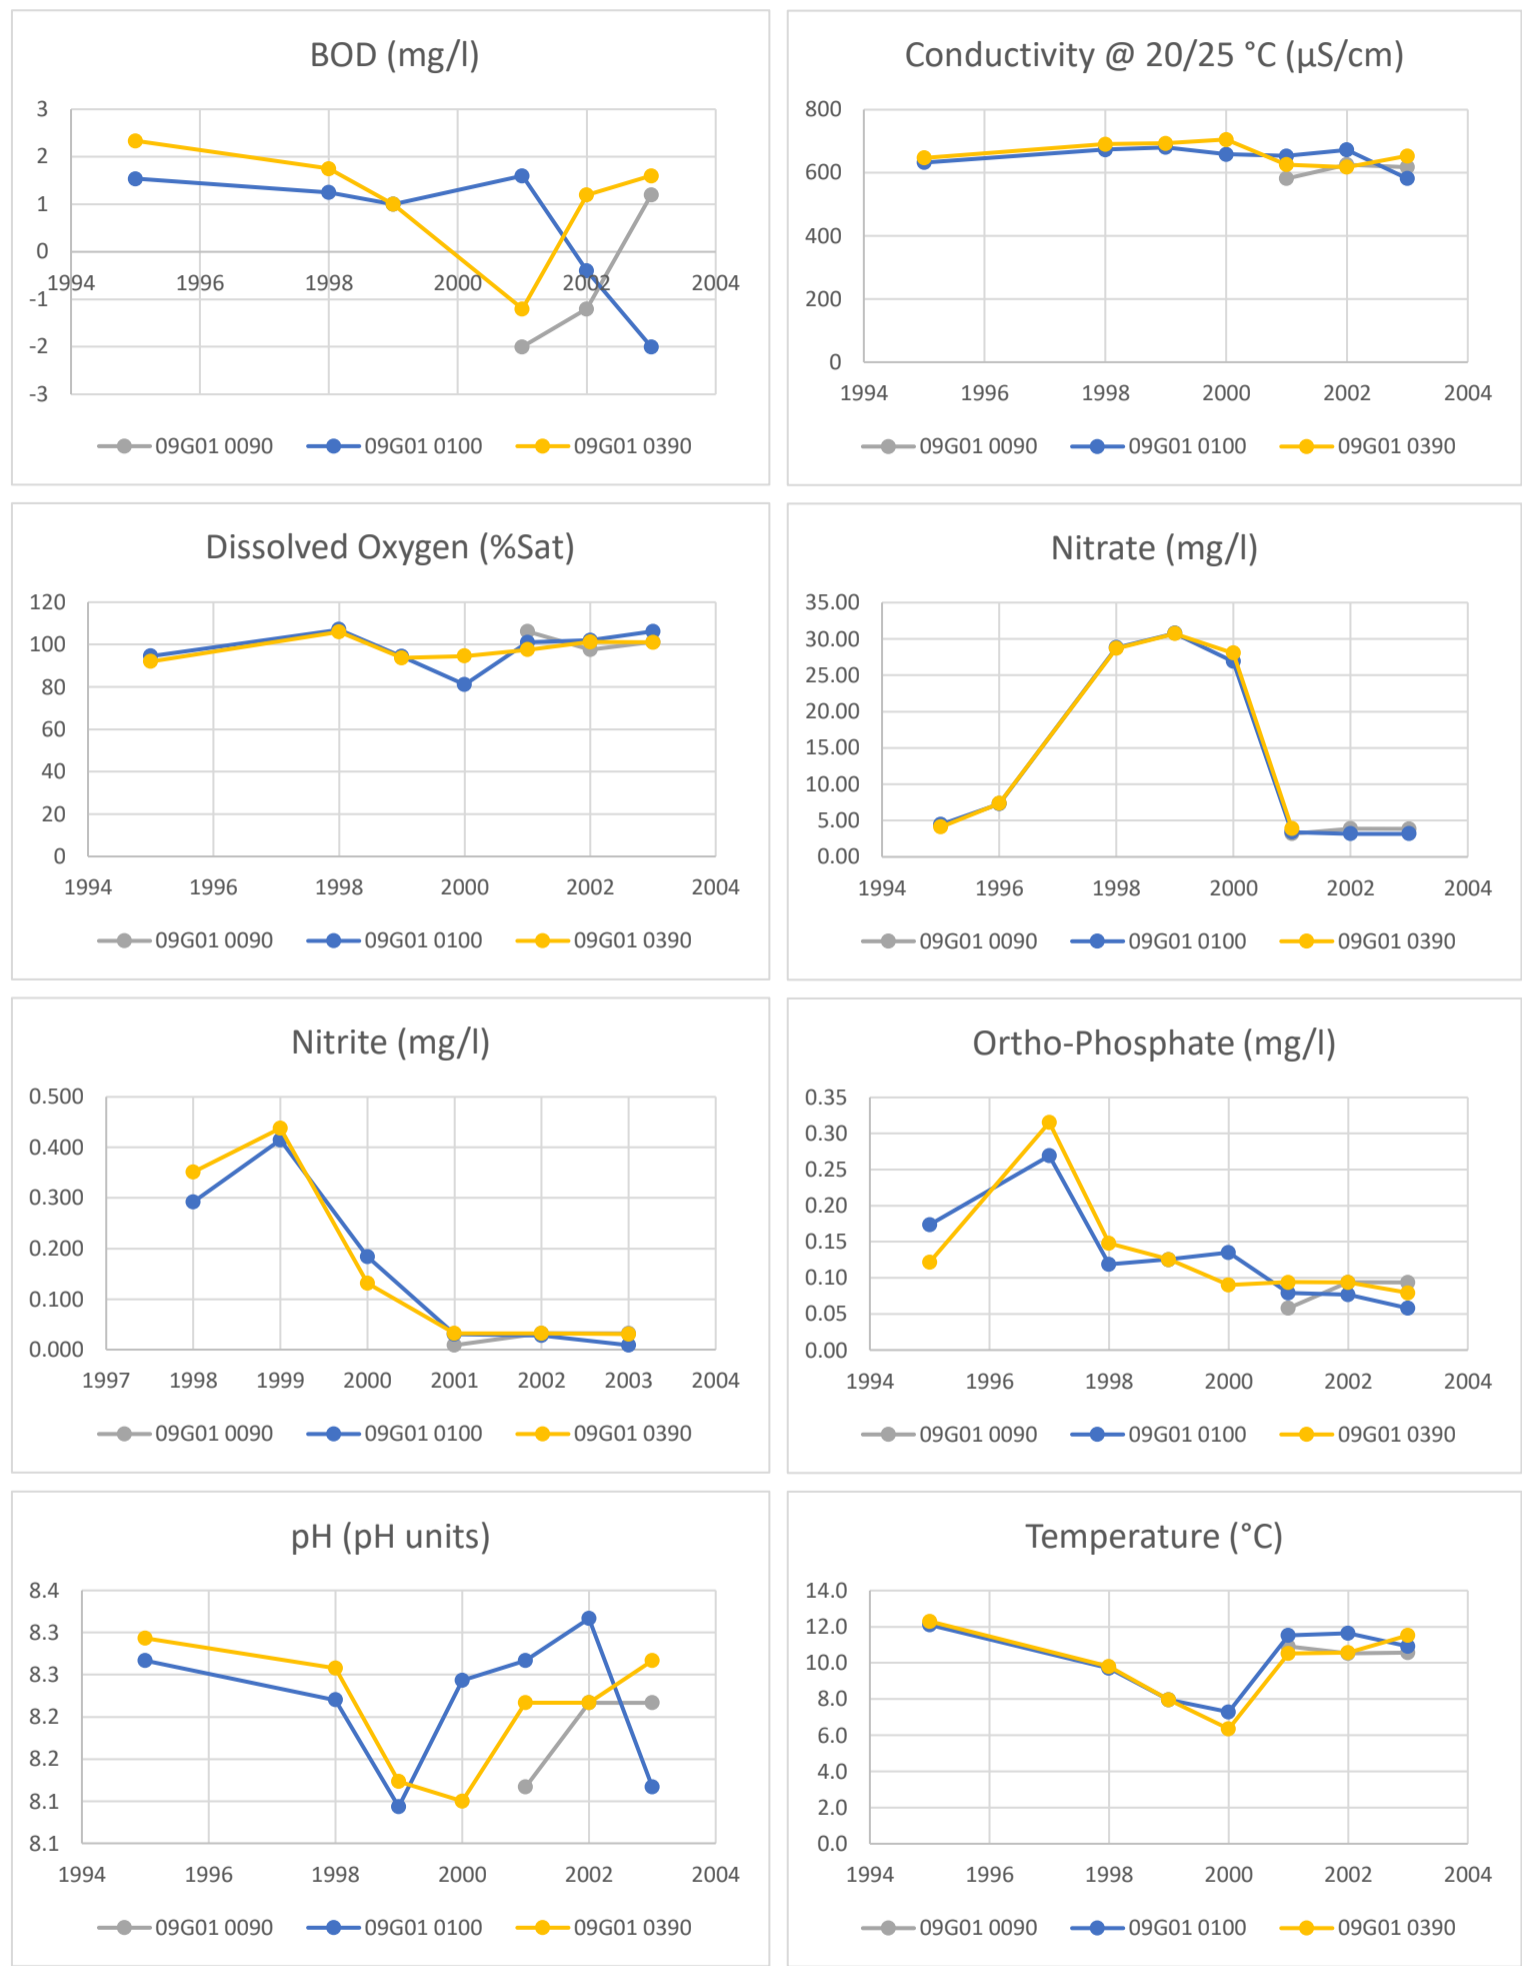 BOD (mg/l)
3
2
1
0
-1
-2
-3
1994 1996 1998 2000 2002 2004
09G01 0090 09G01 0100 09G01 0390
Conductivity @ 20/25 °C (µS/cm)
800
600
400
200
0
1994 1996 1998 2000 2002 2004
09G01 0090 09G01 0100 09G01 0390
Dissolved Oxygen (%Sat)
120
100
80
60
40
20
0
1994 1996 1998 2000 2002 2004
09G01 0090 09G01 0100 09G01 0390
Nitrate (mg/l)
35.00
30.00
25.00
20.00
15.00
10.00
5.00
0.00
1994 1996 1998 2000 2002 2004
09G01 0090 09G01 0100 09G01 0390
Nitrite (mg/l)
0.500
0.400
0.300
0.200
0.100
0.000
1997 1998 1999 2000 2001 2002 2003 2004
09G01 0090 09G01 0100 09G01 0390
Ortho-Phosphate (mg/l)
0.35
0.30
0.25
0.20
0.15
0.10
0.05
0.00
1994 1996 1998 2000 2002 2004
09G01 0090 09G01 0100 09G01 0390
pH (pH units)
8.4
8.3
8.3
8.2
8.2
8.1
8.1
1994 1996 1998 2000 2002 2004
09G01 0090 09G01 0100 09G01 0390
Temperature (°C)
14.0
12.0
10.0
8.0
6.0
4.0
2.0
0.0
1994 1996 1998 2000 2002 2004
09G01 0090 09G01 0100 09G01 0390